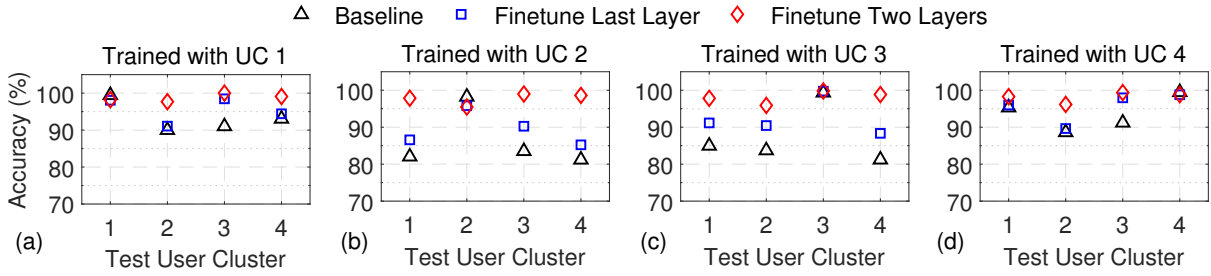 Baseline Finetune Last Layer Finetune Two Layers
Trained with UC 1 Trained with UC 2 Trained with UC 3 Trained with UC 4
Accuracy (%)
100 100 100 100
90 90 90 90
80 80 80 80
70 70 70 70
1 2 3 4 1 2 3 4 1 2 3 4 1 2 3 4
(a) Test User Cluster (b) Test User Cluster (c) Test User Cluster (d) Test User Cluster